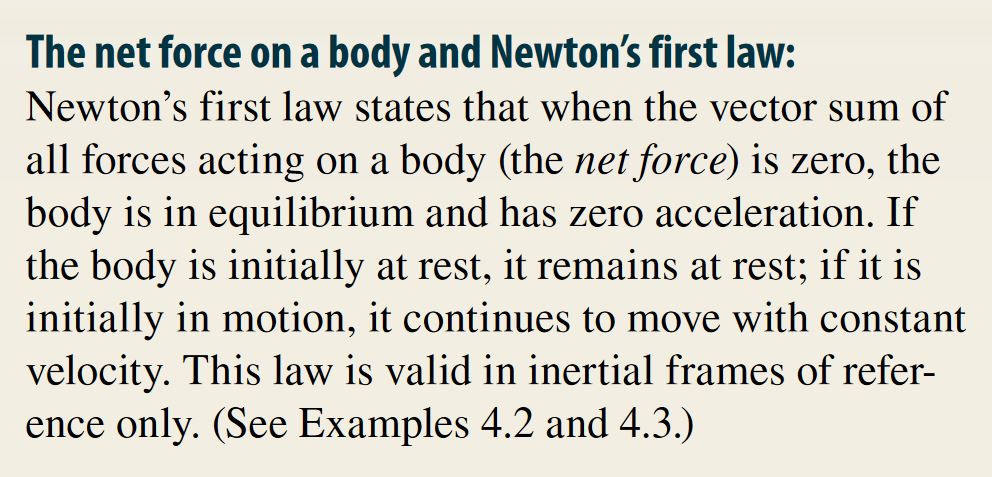 The net force on a body and Newton’s first law:
Newton’s first law states that when the vector sum of
all forces acting on a body (the net force) is zero, the
body is in equilibrium and has zero acceleration. If
the body is initially at rest, it remains at rest; if it is
initially in motion, it continues to move with constant
velocity. This law is valid in inertial frames of refer-
ence only. (See Examples 4.2 and 4.3.)